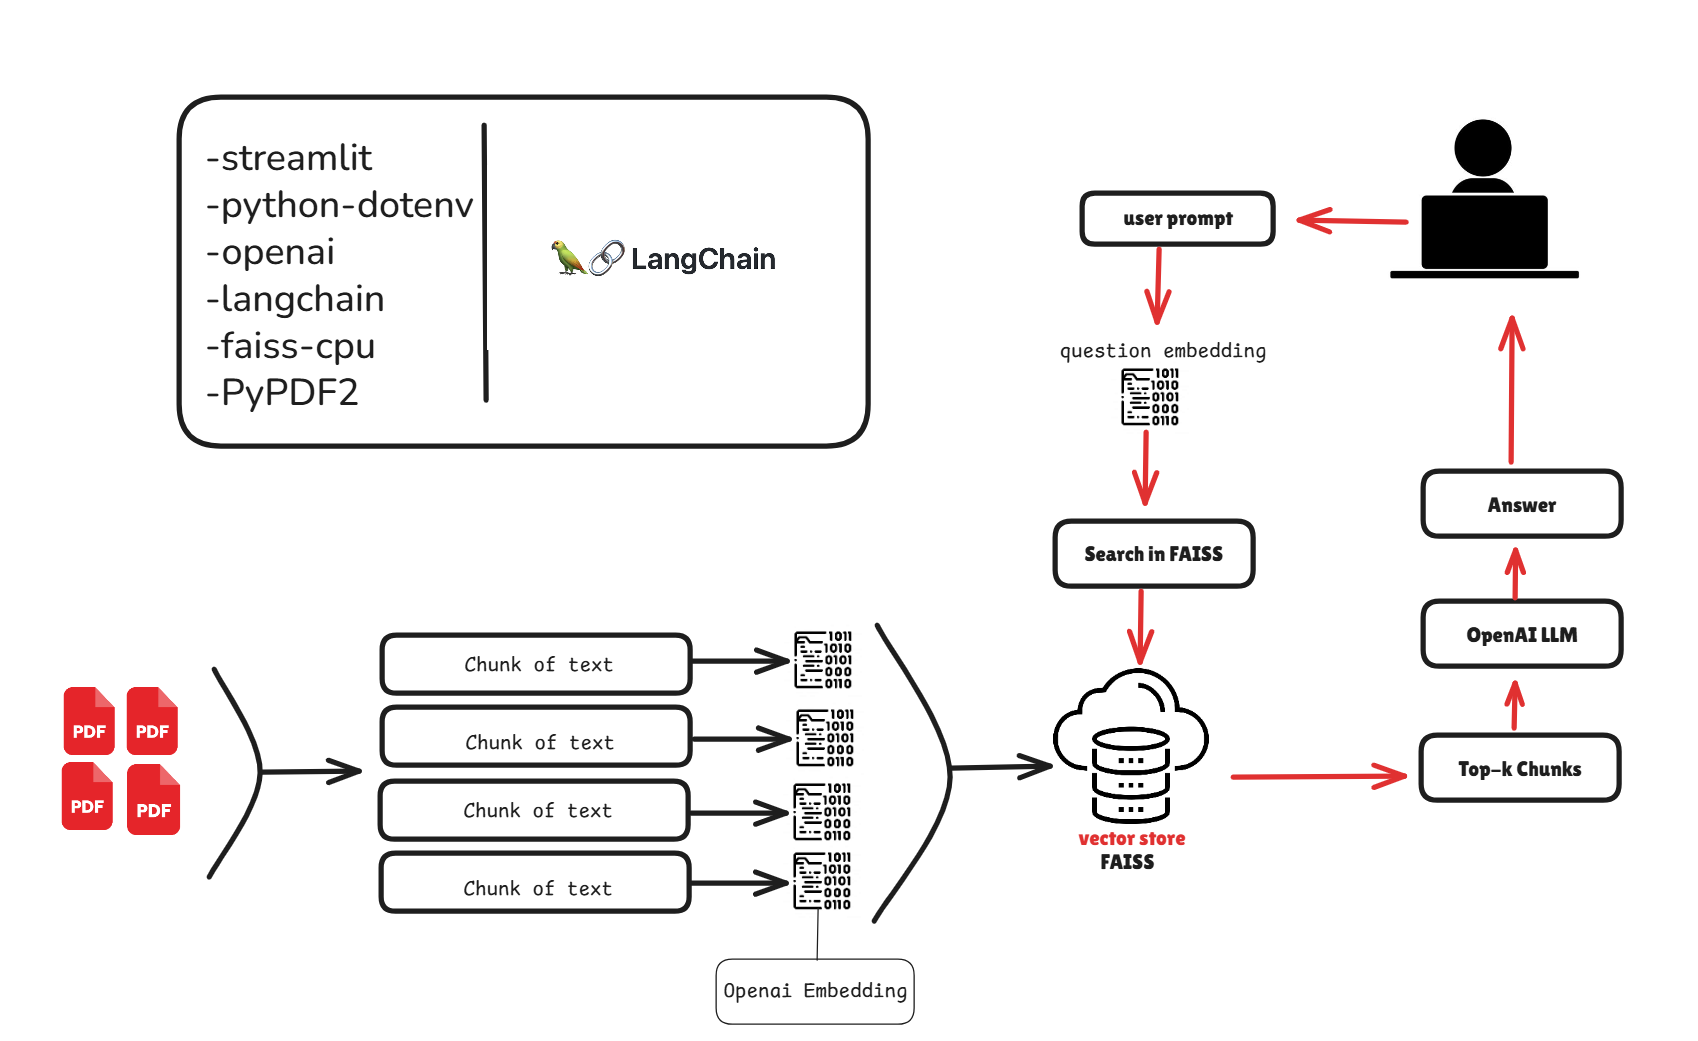 -streamlit
-python-dotenv
-openai
-langchain
-faiss-cpu
-PyPDF2
LangChain
user prompt
question embedding
1011
1010
0101
000
0110
Search in FAISS
Answer
OpenAI LLM
Top-k Chunks
vector store
FAISS
PDF
PDF
PDF
PDF
Chunk of text
1011
1010
0101
000
0110
Chunk of text
1011
1010
0101
000
0110
Chunk of text
1011
1010
0101
000
0110
Chunk of text
1011
1010
0101
000
0110
Openai Embedding